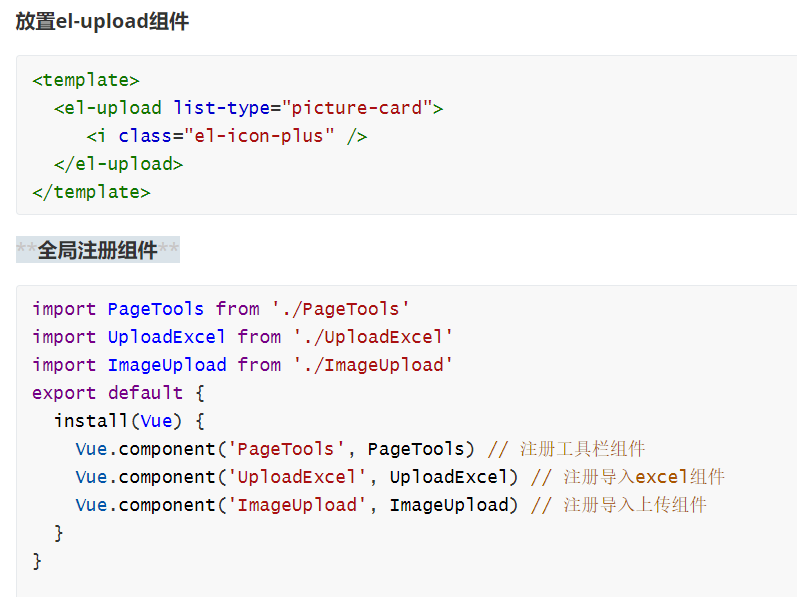 放置el-upload组件
<template>
  <el-upload list-type="picture-card">
     <i class="el-icon-plus" />
  </el-upload>
</template>
**全局注册组件**
import PageTools from './PageTools'
import UploadExcel from './UploadExcel'
import ImageUpload from './ImageUpload'
export default {
  install(Vue) {
    Vue.component('PageTools', PageTools) // 注册工具栏组件
    Vue.component('UploadExcel', UploadExcel) // 注册导入excel组件
    Vue.component('ImageUpload', ImageUpload) // 注册导入上传组件
  }
}